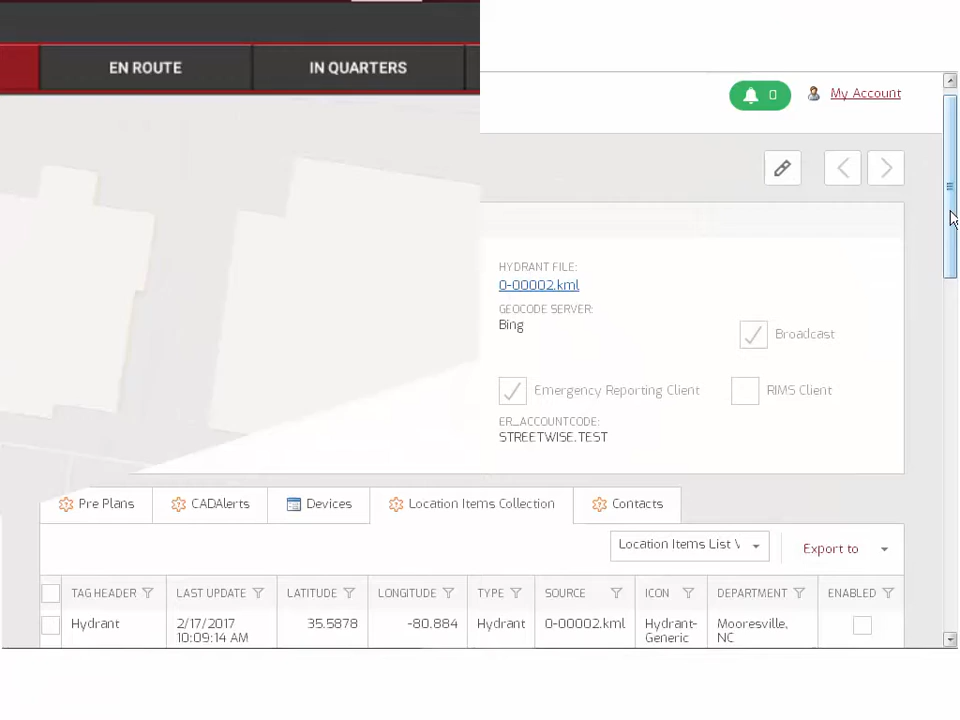 EN ROUTE
IN QUARTERS
0
My Account
HYDRANT FILE:
0-00002.kml
GEOCODE SERVER:
Bing
Broadcast
Emergency Reporting Client
RIMS Client
ER_ACCOUNTCODE:
STREETWISE.TEST
Pre Plans
CADAlerts
Devices
Location Items Collection
Contacts
Location Items List
Export to
TAG HEADER LAST UPDATE LATITUDE LONGITUDE TYPE SOURCE ICON DEPARTMENT ENABLED
Hydrant 2/17/2017 35.5878 -80.884 Hydrant 0-00002.kml Hydrant- Mooresville,
10:09:14 AM Generic NC